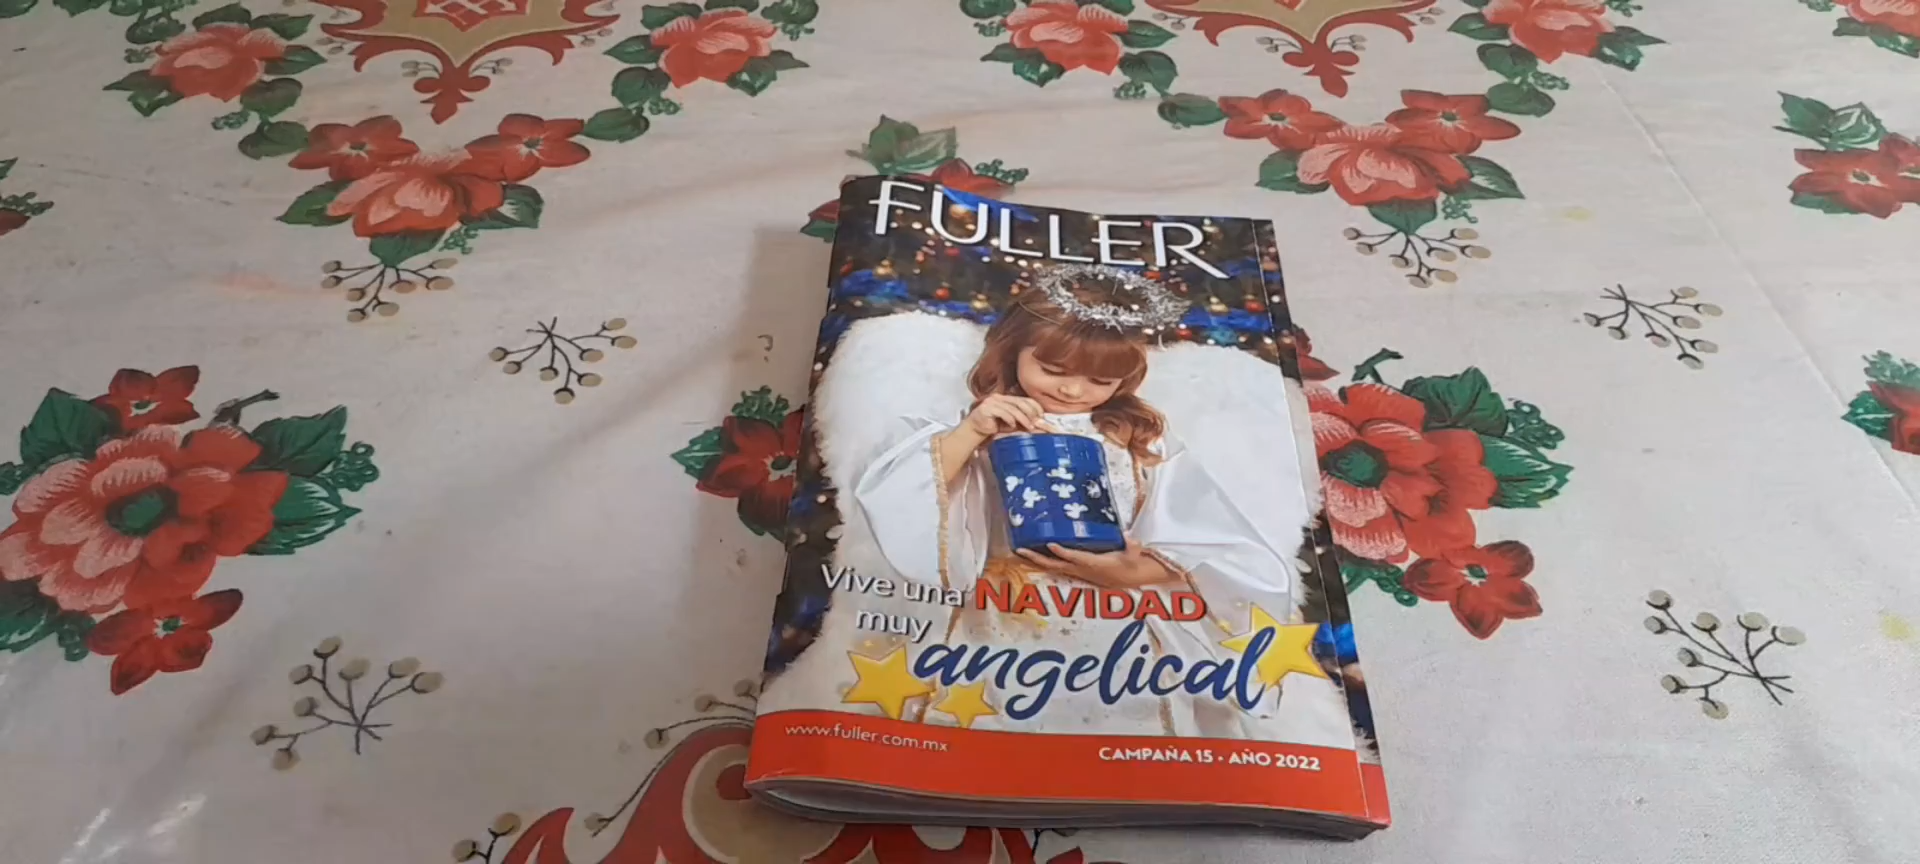 FULLER
Vive una NAVIDAD
muy
angelical
www.fuller.com.mx
CAMPAÑA 15 • AÑO 2022